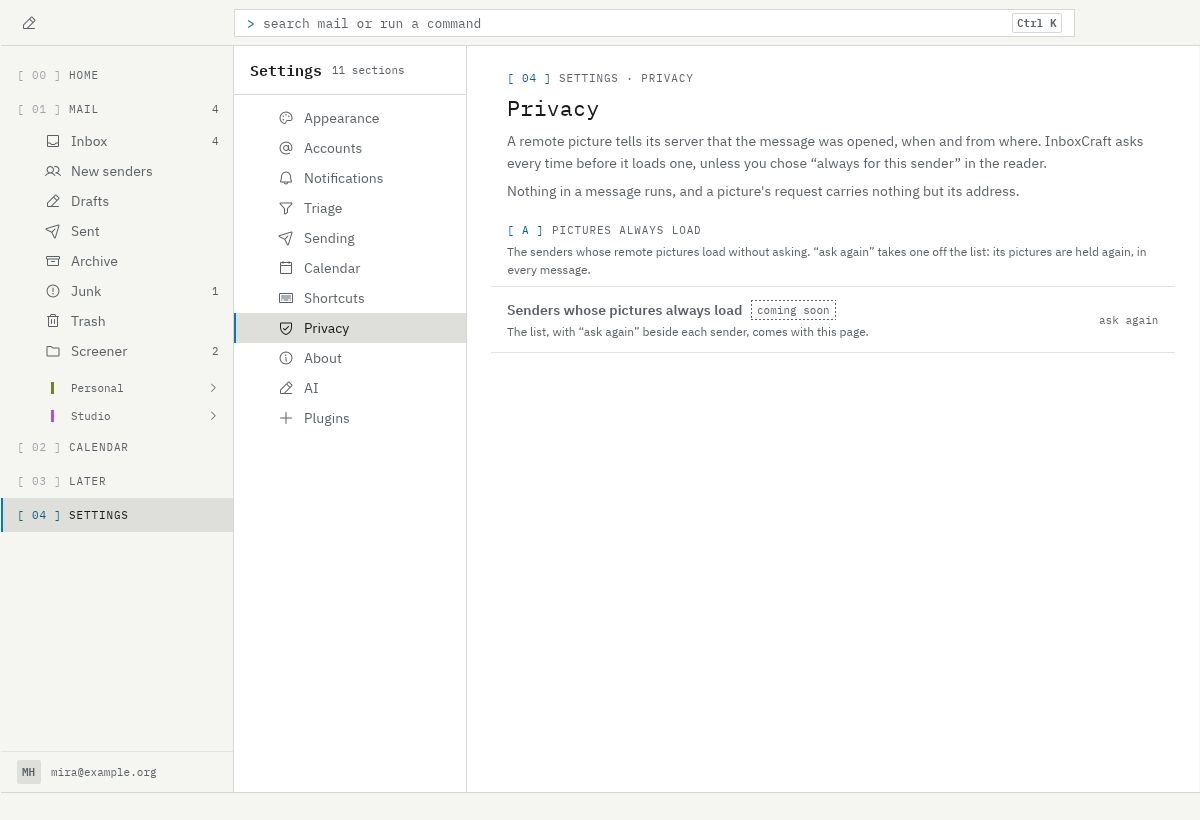 > search mail or run a command
Ctrl K
[ 00 ] HOME
[ 01 ] MAIL 4
Inbox 4
New senders
Drafts
Sent
Archive
Junk 1
Trash
Screener 2
Personal
Studio
[ 02 ] CALENDAR
[ 03 ] LATER
[ 04 ] SETTINGS
MH mira@example.org
Settings 11 sections
Appearance
Accounts
Notifications
Triage
Sending
Calendar
Shortcuts
Privacy
About
AI
Plugins
[ 04 ] SETTINGS · PRIVACY
Privacy
A remote picture tells its server that the message was opened, when and from where. InboxCraft asks
every time before it loads one, unless you chose “always for this sender” in the reader.
Nothing in a message runs, and a picture's request carries nothing but its address.
[ A ] PICTURES ALWAYS LOAD
The senders whose remote pictures load without asking. “ask again” takes one off the list: its pictures are held again, in
every message.
Senders whose pictures always load coming soon
The list, with “ask again” beside each sender, comes with this page.
ask again